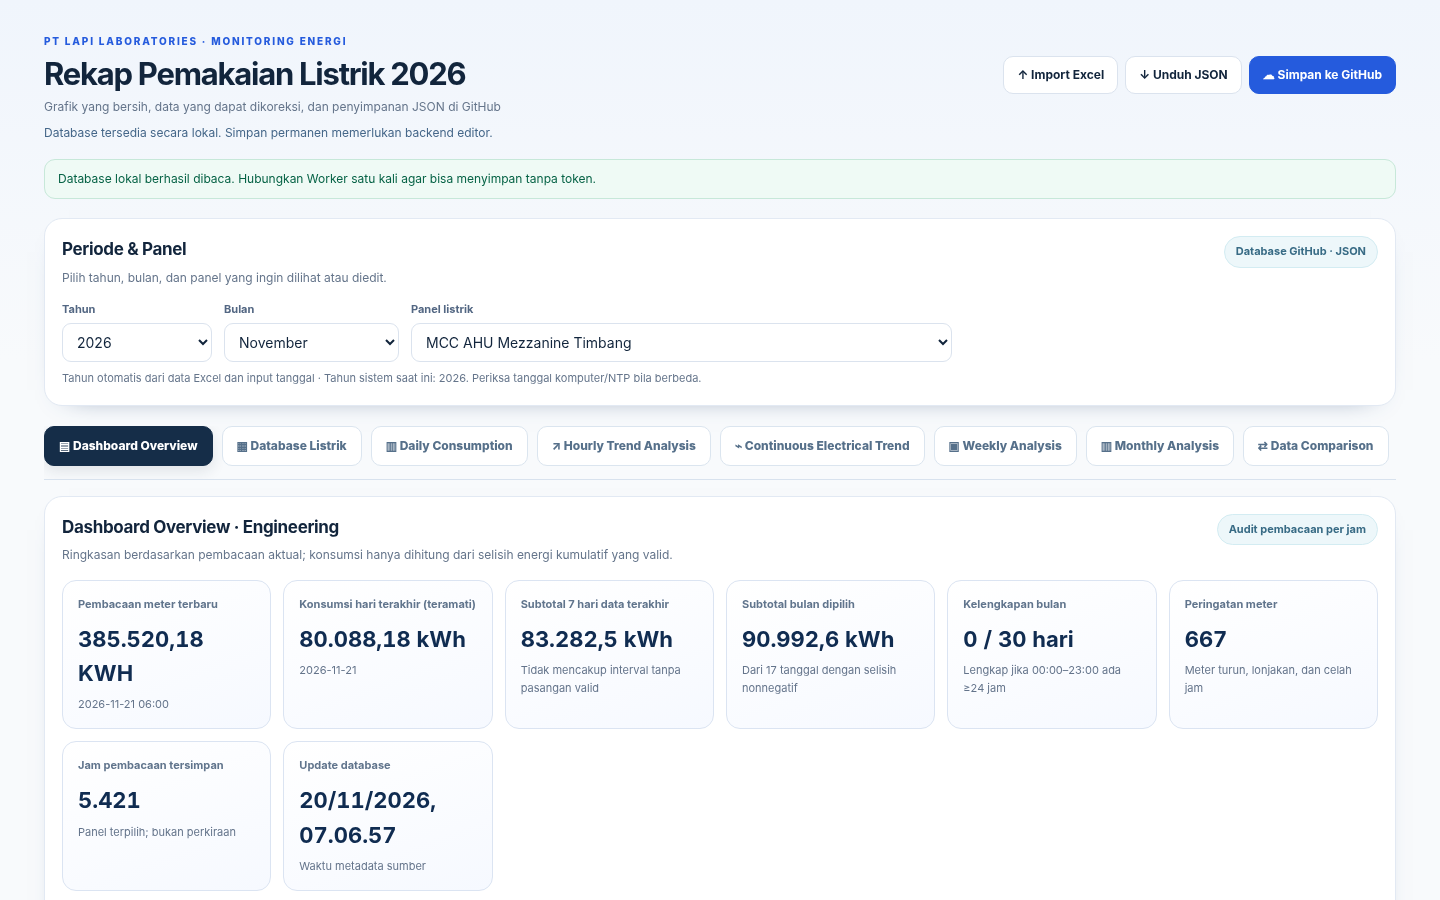 PT LAPI LABORATORIES · MONITORING ENERGI
Rekap Pemakaian Listrik 2026
Grafik yang bersih, data yang dapat dikoreksi, dan penyimpanan JSON di GitHub
Database tersedia secara lokal. Simpan permanen memerlukan backend editor.
↑ Import Excel
↓ Unduh JSON
☁ Simpan ke GitHub
Database lokal berhasil dibaca. Hubungkan Worker satu kali agar bisa menyimpan tanpa token.
Periode & Panel
Database GitHub · JSON
Pilih tahun, bulan, dan panel yang ingin dilihat atau diedit.
Tahun
Bulan
Panel listrik
2026
November
MCC AHU Mezzanine Timbang
Tahun otomatis dari data Excel dan input tanggal · Tahun sistem saat ini: 2026. Periksa tanggal komputer/NTP bila berbeda.
▤ Dashboard Overview
▦ Database Listrik
▥ Daily Consumption
↗ Hourly Trend Analysis
⌁ Continuous Electrical Trend
▣ Weekly Analysis
▥ Monthly Analysis
⇄ Data Comparison
Dashboard Overview · Engineering
Audit pembacaan per jam
Ringkasan berdasarkan pembacaan aktual; konsumsi hanya dihitung dari selisih energi kumulatif yang valid.
Pembacaan meter terbaru
385.520,18
KWH
2026-11-21 06:00
Konsumsi hari terakhir (teramati)
80.088,18 kWh
2026-11-21
Subtotal 7 hari data terakhir
83.282,5 kWh
Tidak mencakup interval tanpa
pasangan valid
Subtotal bulan dipilih
90.992,6 kWh
Dari 17 tanggal dengan selisih
nonnegatif
Kelengkapan bulan
0 / 30 hari
Lengkap jika 00:00–23:00 ada
≥24 jam
Peringatan meter
667
Meter turun, lonjakan, dan celah
jam
Jam pembacaan tersimpan
5.421
Panel terpilih; bukan perkiraan
Update database
20/11/2026,
07.06.57
Waktu metadata sumber